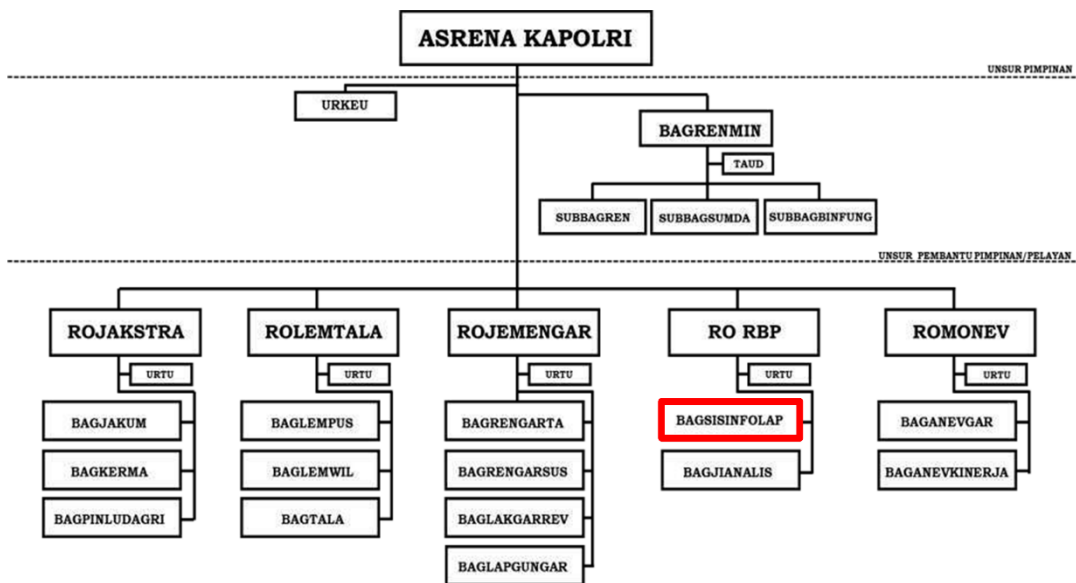 ASRENA KAPOLRI
UNSUR PIMPINAN
URKEU
BAGRENMIN
TAUD
SUBBAGREN
SUBBAGSUMDA
SUBBAGBINFUNG
UNSUR PEMBANTU PIMPINAN/PELAYAN
ROJAKSTRA
ROLEMTALA
ROJEMENGAR
RO RBP
ROMONEV
URTU
URTU
URTU
URTU
URTU
BAGJAKUM
BAGLEMPUS
BAGRENGARTA
BAGSISINFOLAP
BAGANEVGAR
BAGKERMA
BAGLEMWIL
BAGRENGARSUS
BAGJIANALIS
BAGANEVKINERJA
BAGPINLUDAGRI
BAGTALA
BAGLAKGARREV
BAGLAPGUNGAR